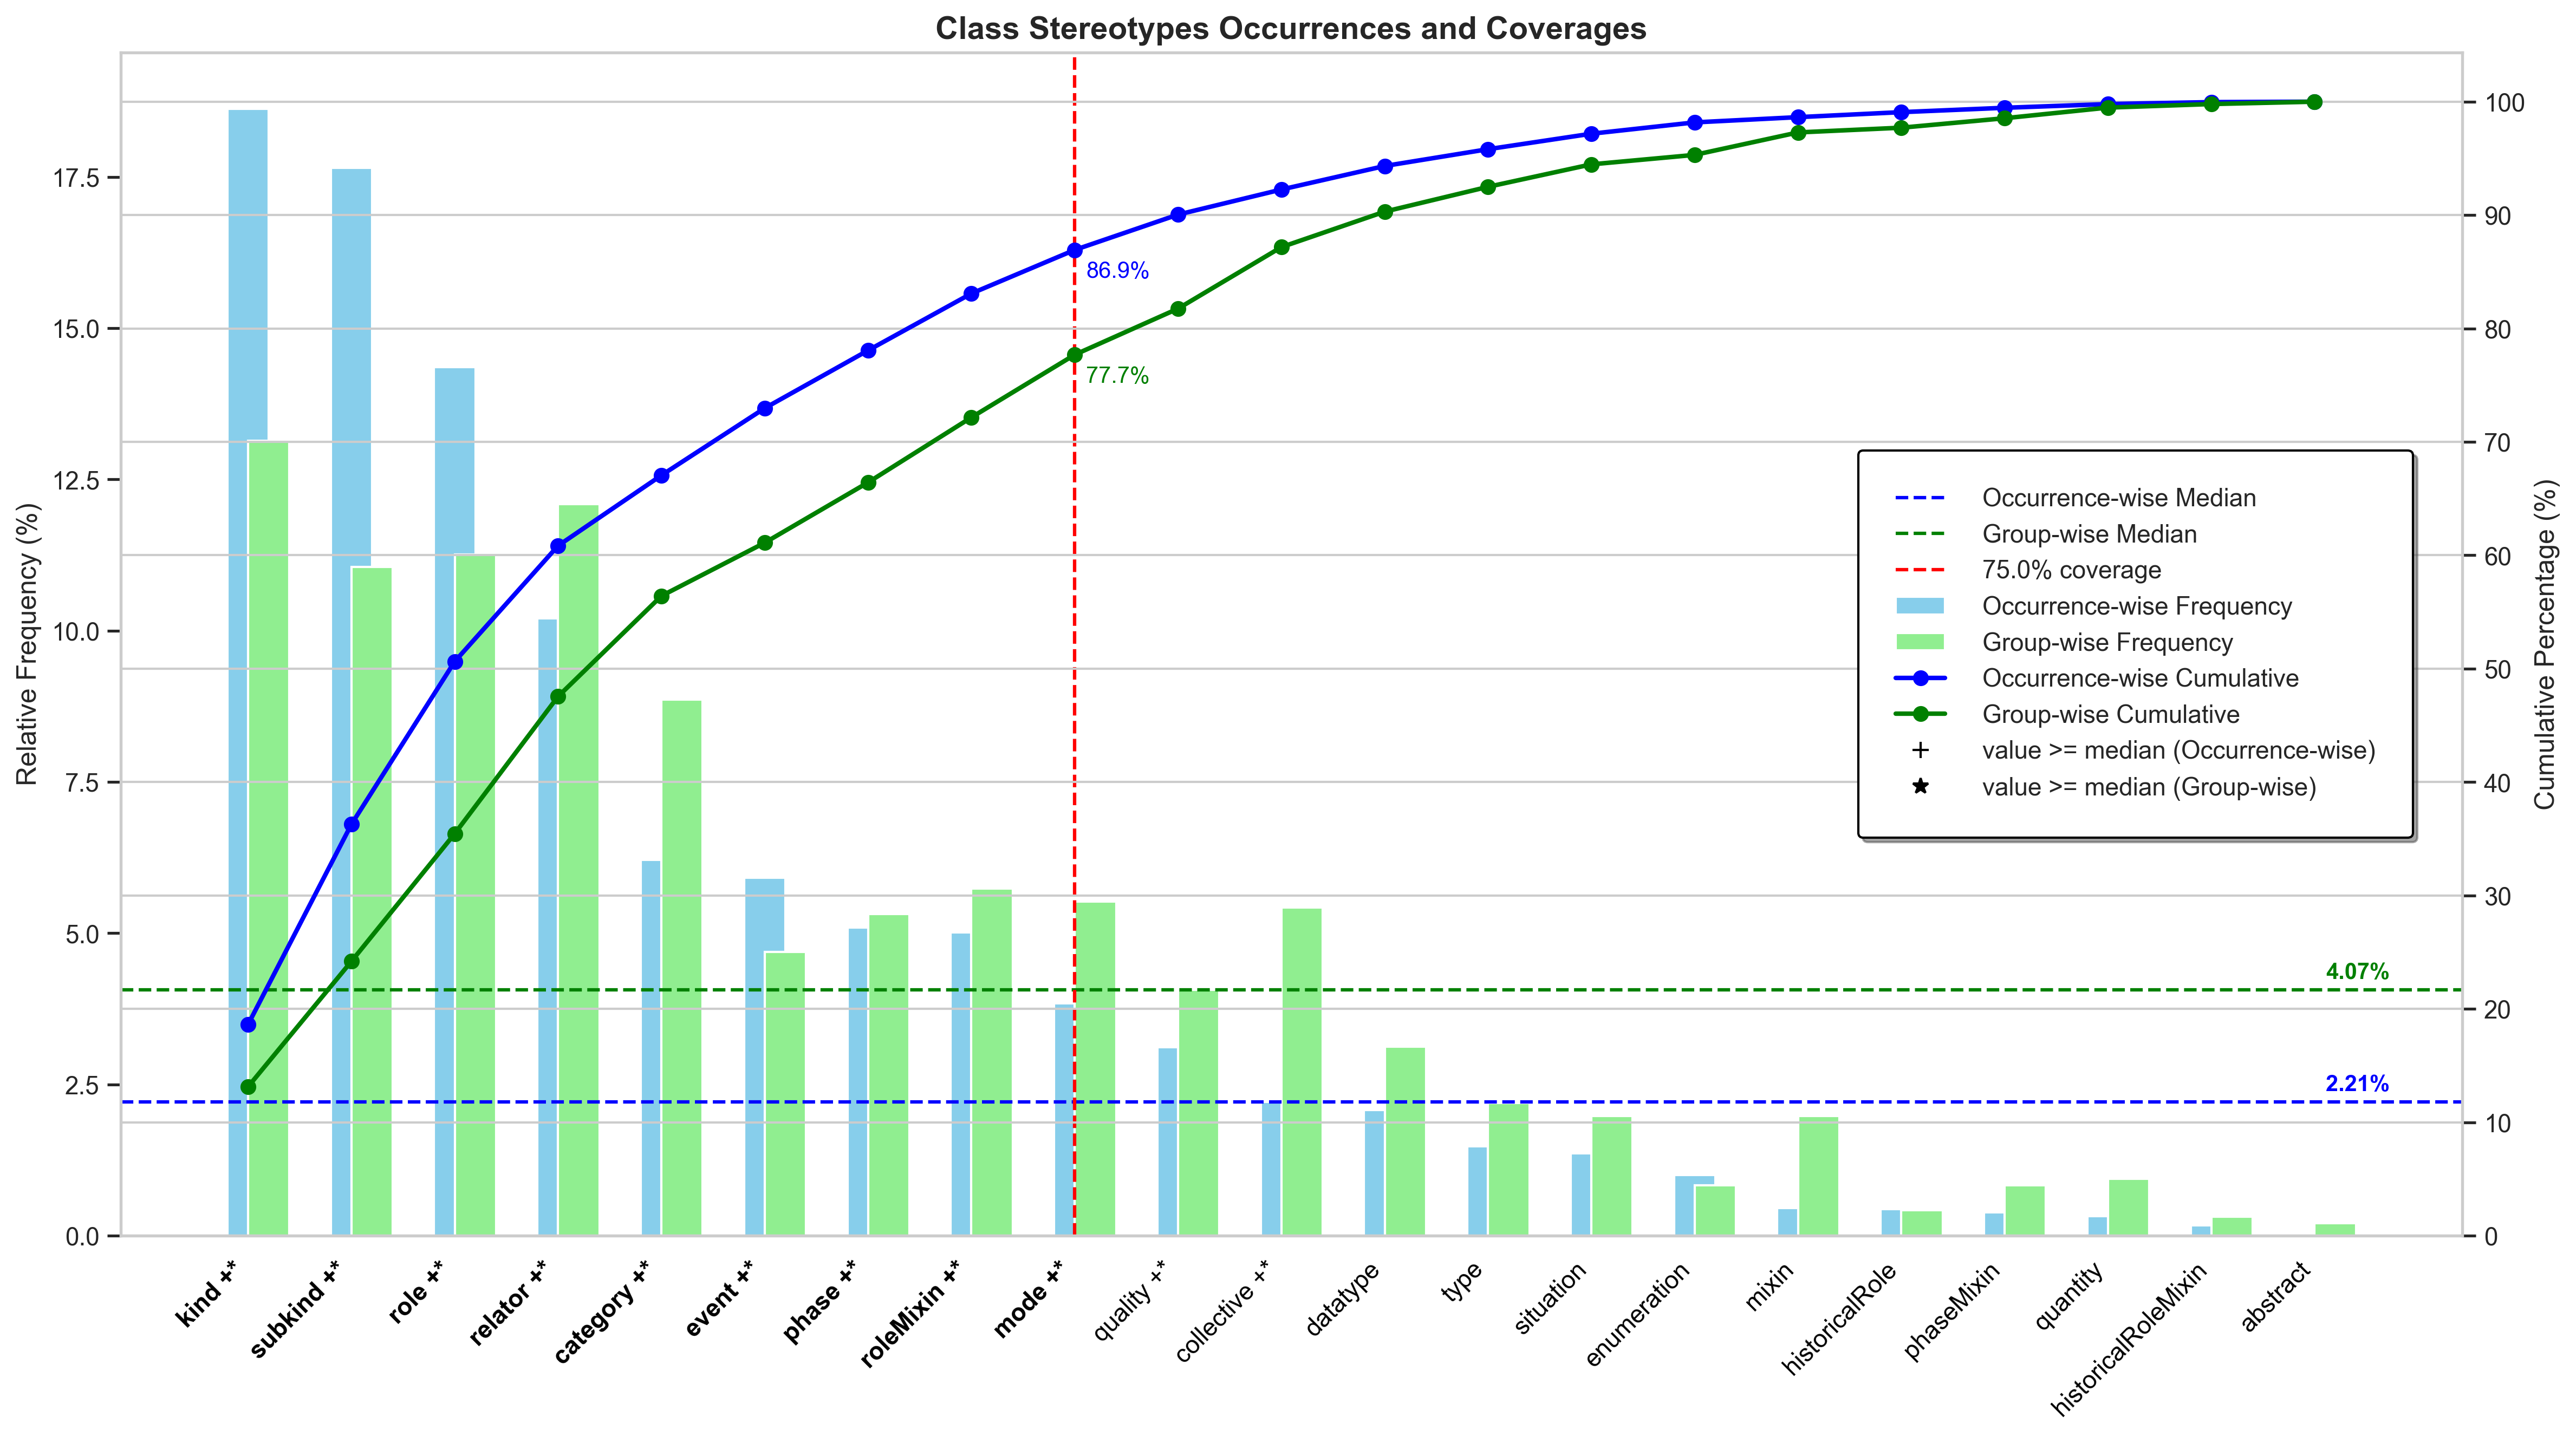 Class Stereotypes Occurrences and Coverages
Relative Frequency (%)
17.5
15.0
12.5
10.0
7.5
5.0
2.5
0.0
86.9%
77.7%
4.07%
2.21%
Occurrence-wise Median
Group-wise Median
75.0% coverage
Occurrence-wise Frequency
Group-wise Frequency
Occurrence-wise Cumulative
Group-wise Cumulative
value >= median (Occurrence-wise)
value >= median (Group-wise)
100
90
80
70
60
50
40
30
20
10
0
Cumulative Percentage (%)
kind +*
subkind +*
role +*
relator +*
category +*
event +*
phase +*
roleMixin +*
mode +*
quality +*
collective +*
datatype
type
situation
enumeration
mixin
historicalRole
phaseMixin
quantity
historicalRoleMixin
abstract